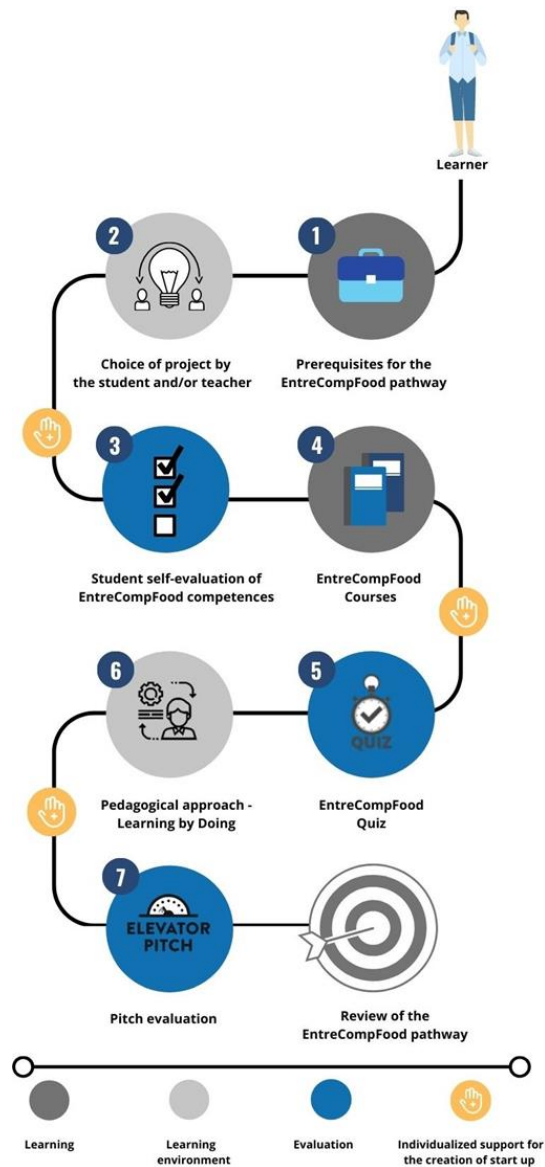 Learner
2
1
Choice of project by
the student and/or teacher
Prerequisites for the
EntreCompFood pathway
3
4
Student self-evaluation of
EntreCompFood competences
EntreCompFood
Courses
6
5
QUIZ
Pedagogical approach -
Learning by Doing
EntreCompFood
Quiz
7
ELEVATOR
PITCH
Pitch evaluation
Review of the
EntreCompFood pathway
Learning
Learning
environment
Evaluation
Individualized support for
the creation of start up